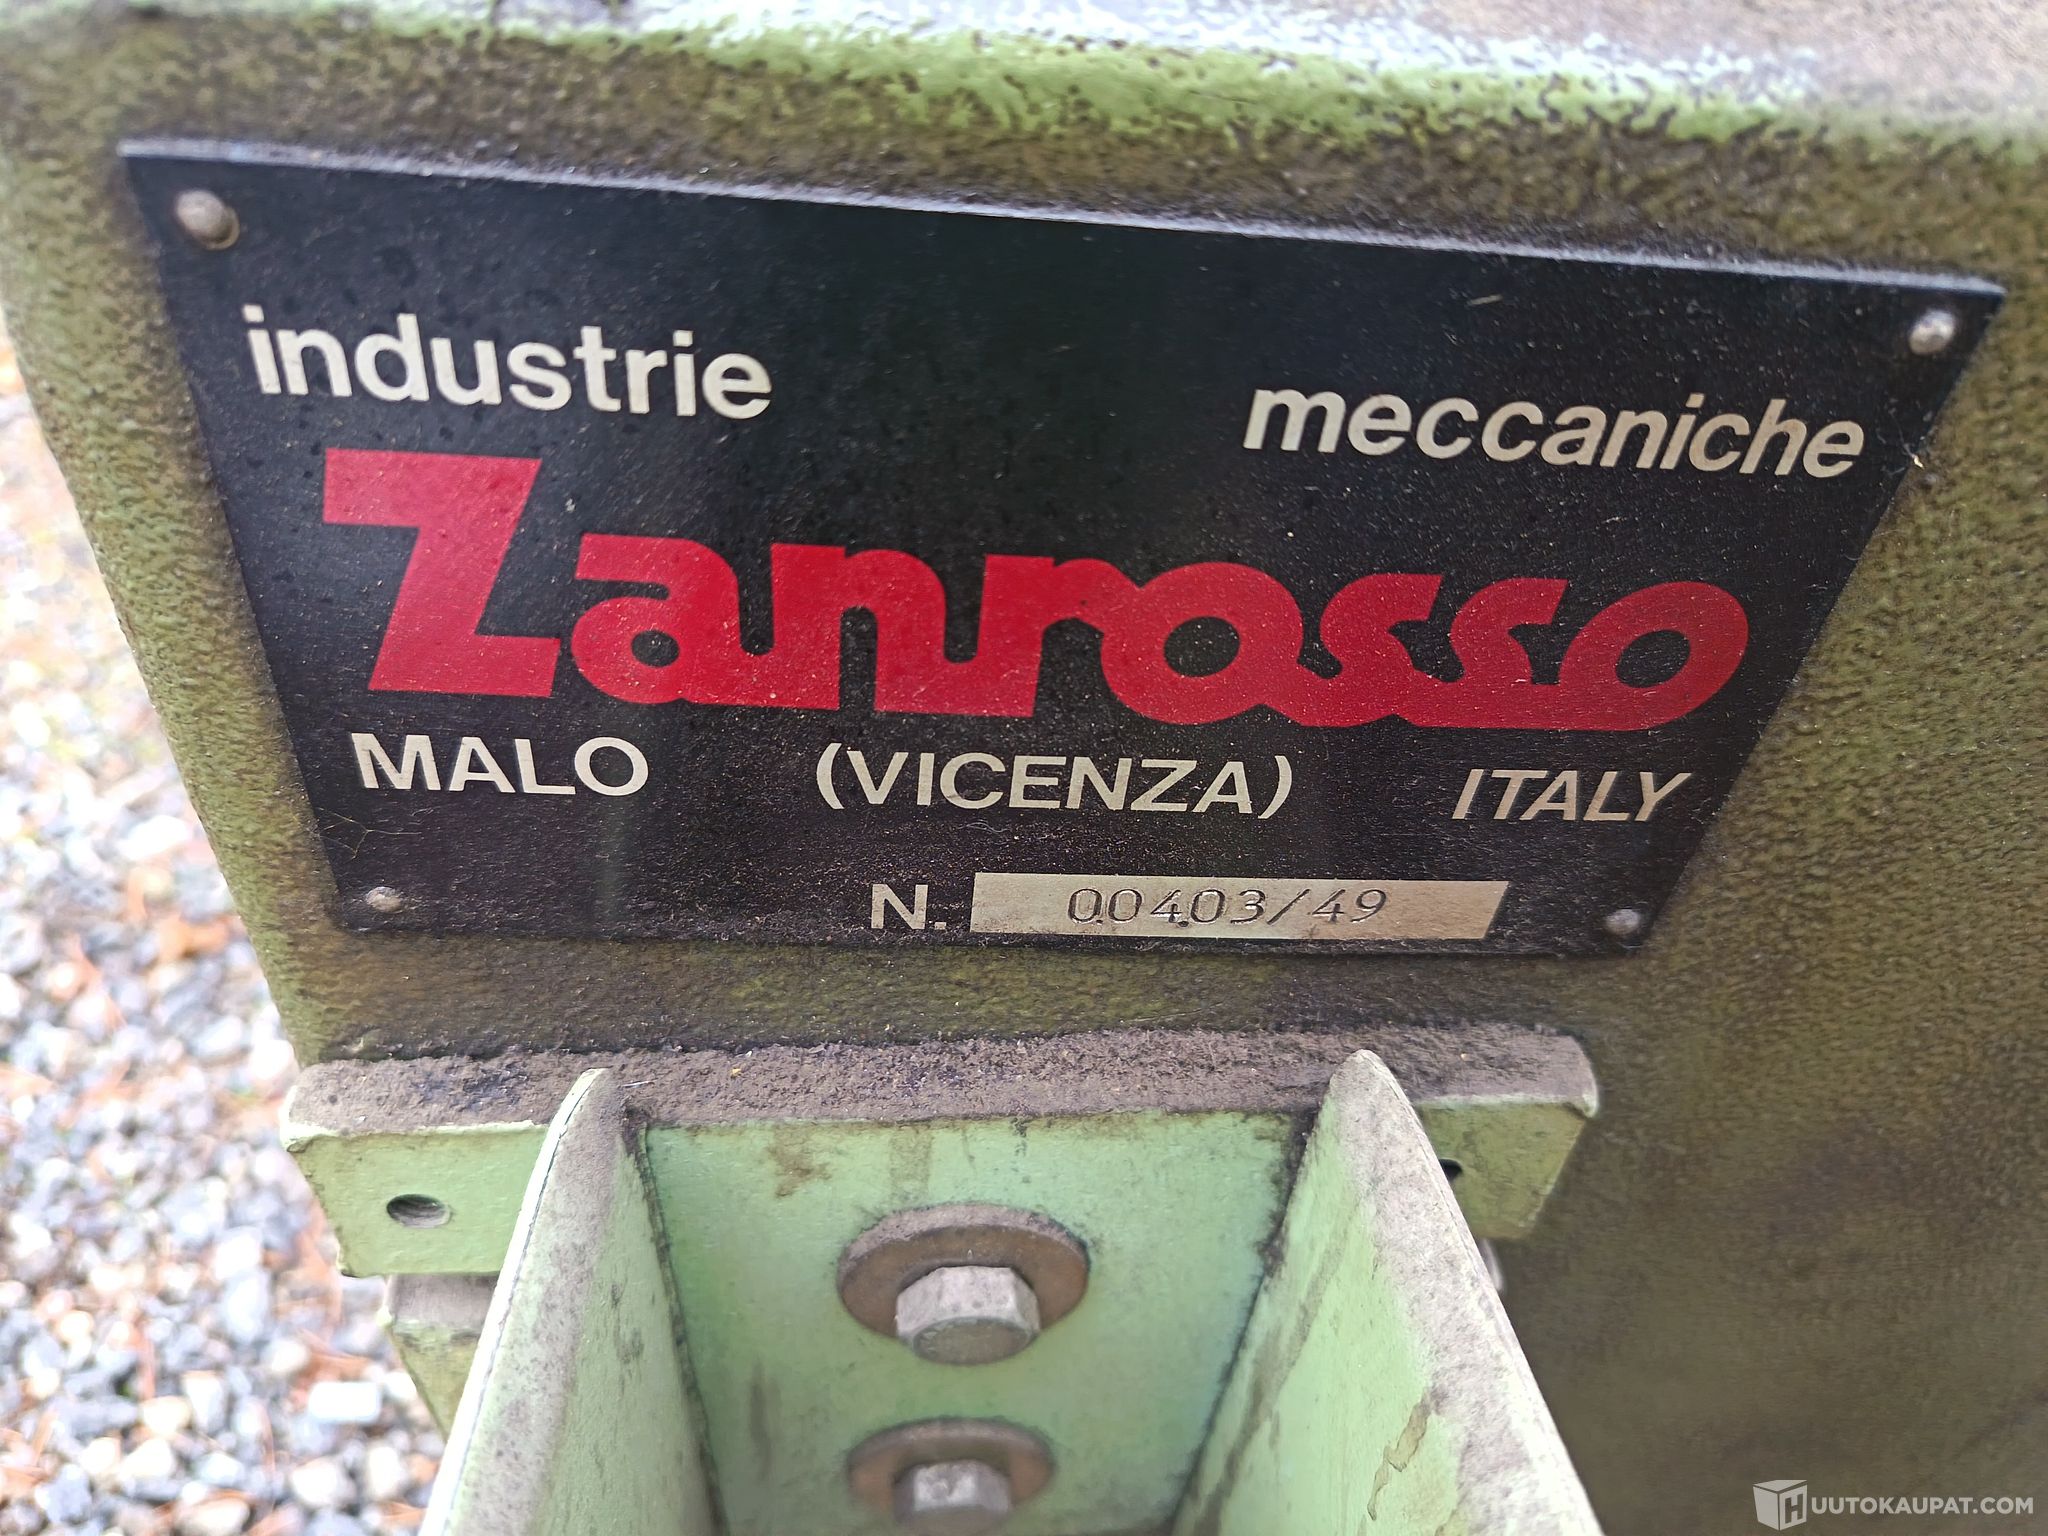 industrie meccaniche
Zanrosso
MALO (VICENZA) ITALY
N. 00403/49
HUUTOKAUPAT.COM